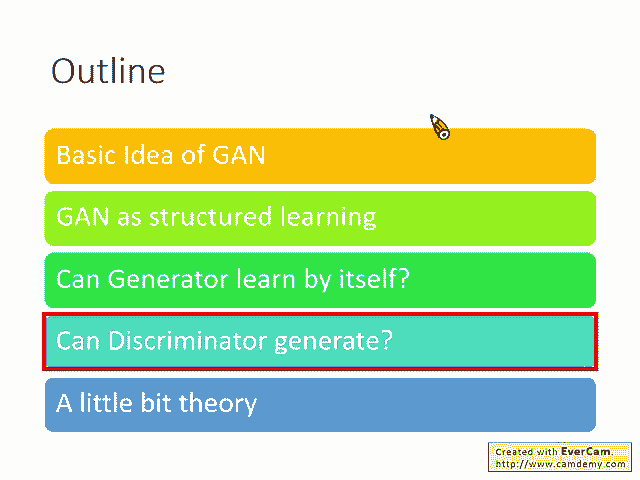 Outline
Basic Idea of GAN
GAN as structured learning
Can Generator learn by itself?
Can Discriminator generate?
A little bit theory
Created with EverCam.
http://www.camdemy.com